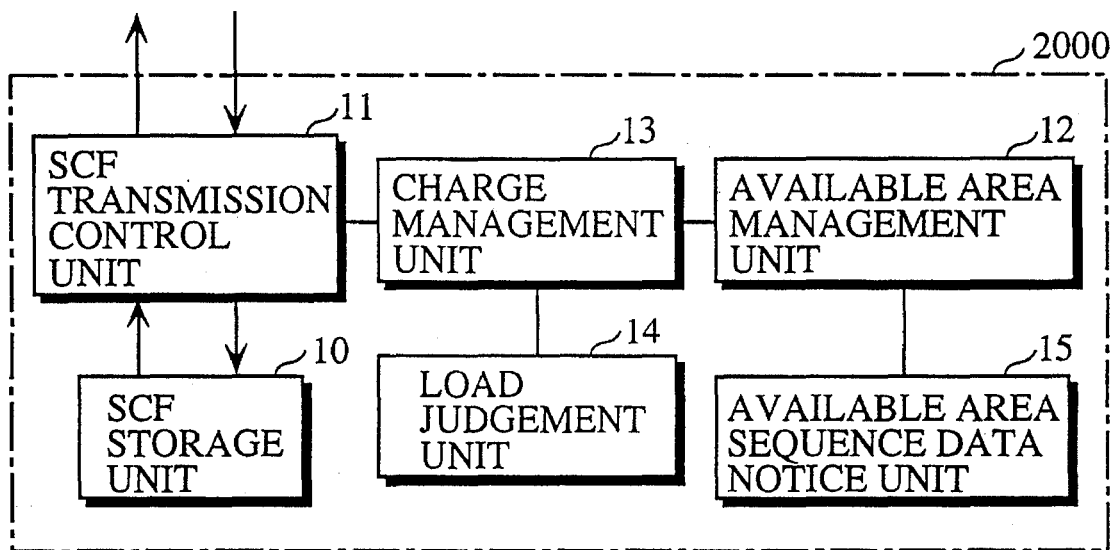 2000
11
SCF
TRANSMISSION
CONTROL
UNIT
13
CHARGE
MANAGEMENT
UNIT
12
AVAILABLE AREA
MANAGEMENT
UNIT
10
SCF
STORAGE
UNIT
14
LOAD
JUDGEMENT
UNIT
15
AVAILABLE AREA
SEQUENCE DATA
NOTICE UNIT